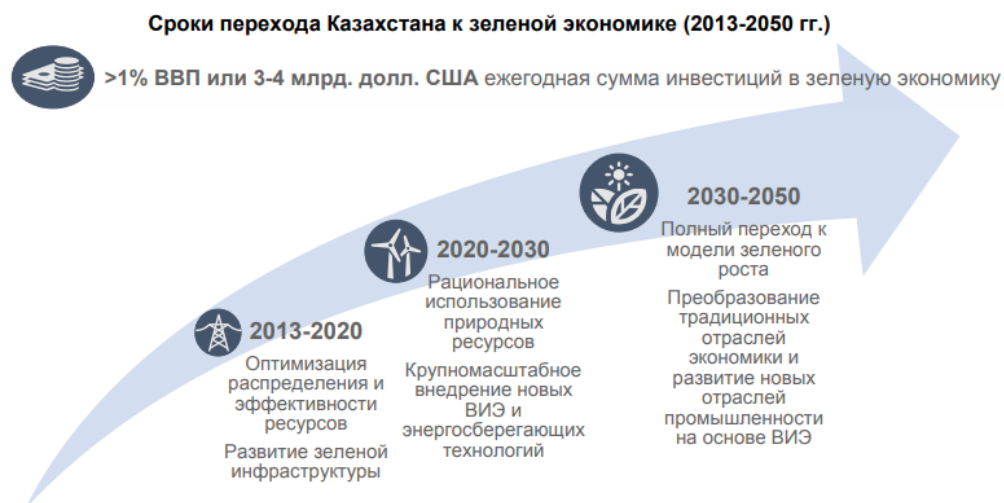 Сроки перехода Казахстана к зеленой экономике (2013-2050 гг.)
>1% ВВП или 3-4 млрд. долл. США ежегодная сумма инвестиций в зеленую экономику
2013-2020
Оптимизация
распределения и
эффективности
ресурсов
Развитие зеленой
инфраструктуры
2020-2030
Рациональное
использование
природных
ресурсов
Крупномасштабное
внедрение новых
ВИЭ и
энергосберегающих
технологий
2030-2050
Полный переход к
модели зеленого
роста
Преобразование
традиционных
отраслей
экономики и
развитие новых
отраслей
промышленности
на основе ВИЭ